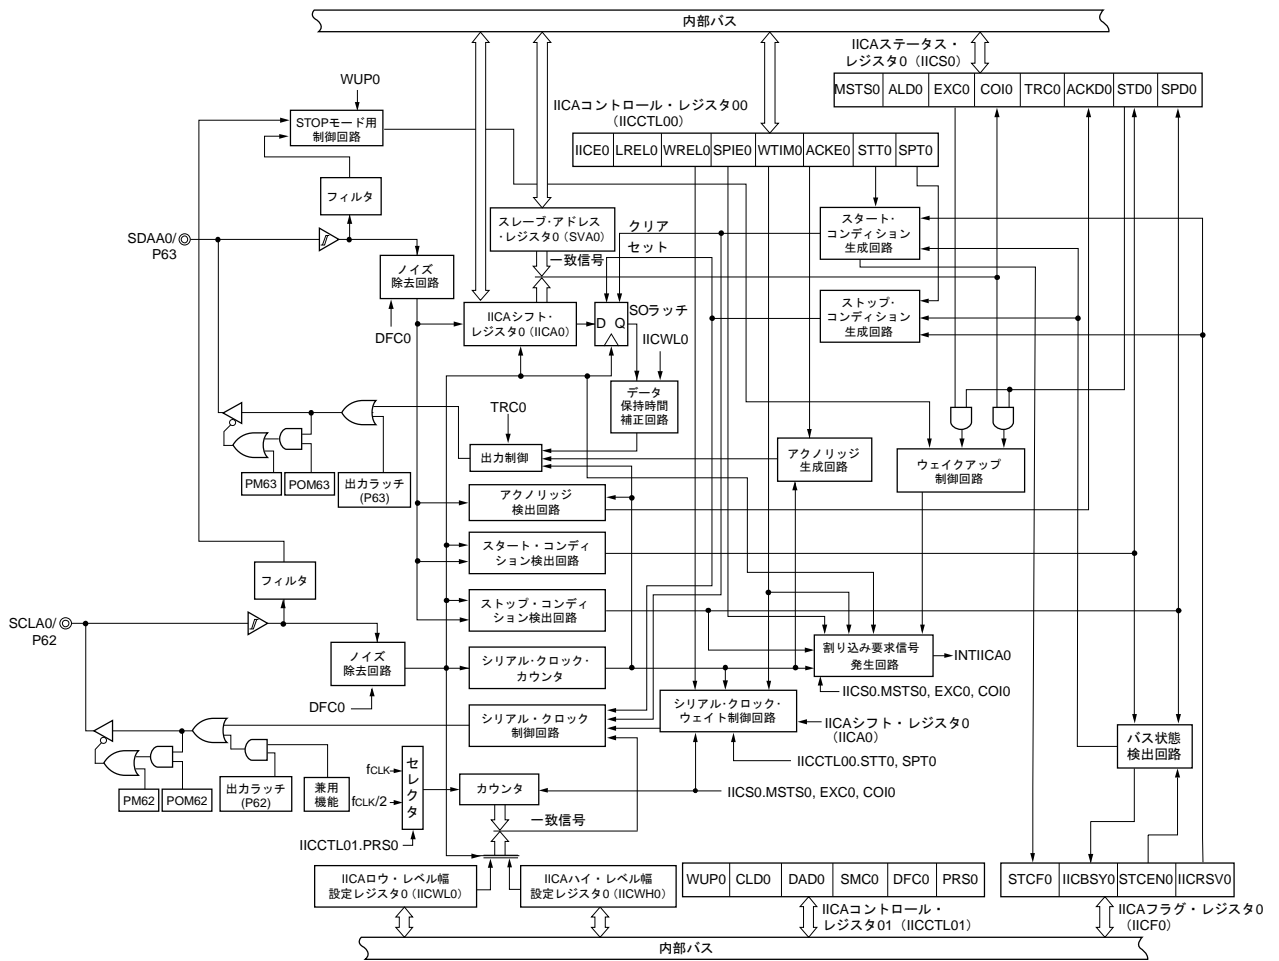 内部バス
IICAステータス・
レジスタ0（IICS0）
MSTS0 ALD0 EXC0 COI0 TRC0 ACKD0 STD0 SPD0
WUP0
STOPモード用
制御回路
IICAコントロール・レジスタ00
（IICCTL00）
IICE0 LREL0 WREL0 SPIE0 WTIM0 ACKE0 STT0 SPT0
フィルタ
スレーブ・アドレス
・レジスタ0（SVA0）
クリア
セット
スタート・
コンディション
生成回路
SDAA0/
P63
ノイズ
除去回路
一致信号
DFC0
IICAシフト・
レジスタ0（IICA0）
SOラッチ
D Q
ストップ・
コンディション
生成回路
IICWL0
データ
保持時間
補正回路
TRC0
出力制御
アクノリッジ
生成回路
ウェイクアップ
制御回路
PM63
POM63
出力ラッチ
(P63)
アクノリッジ
検出回路
スタート・コンディ
ション検出回路
フィルタ
ストップ・コンディ
ション検出回路
SCLA0/
P62
ノイズ
除去回路
シリアル・クロック・
カウンタ
割り込み要求信号
発生回路
INTIICA0
IICS0.MSTS0, EXC0, COI0
DFC0
シリアル・クロック
制御回路
シリアル・クロック・
ウェイト制御回路
IICAシフト・レジスタ0
（IICA0）
IICCTL00.STT0, SPT0
バス状態
検出回路
PM62
POM62
出力ラッチ
(P62)
兼用
機能
fCLK
fCLK/2
セレクタ
カウンタ
IICS0.MSTS0, EXC0, COI0
一致信号
IICCTL01.PRS0
IICAロウ・レベル幅
設定レジスタ0（IICWL0）
IICAハイ・レベル幅
設定レジスタ0（IICWH0）
WUP0 CLD0 DAD0 SMC0 DFC0 PRS0
STCF0 IICBSY0 STCEN0 IICRSV0
IICAコントロール・
レジスタ01（IICCTL01）
IICAフラグ・レジスタ0
（IICF0）
内部バス